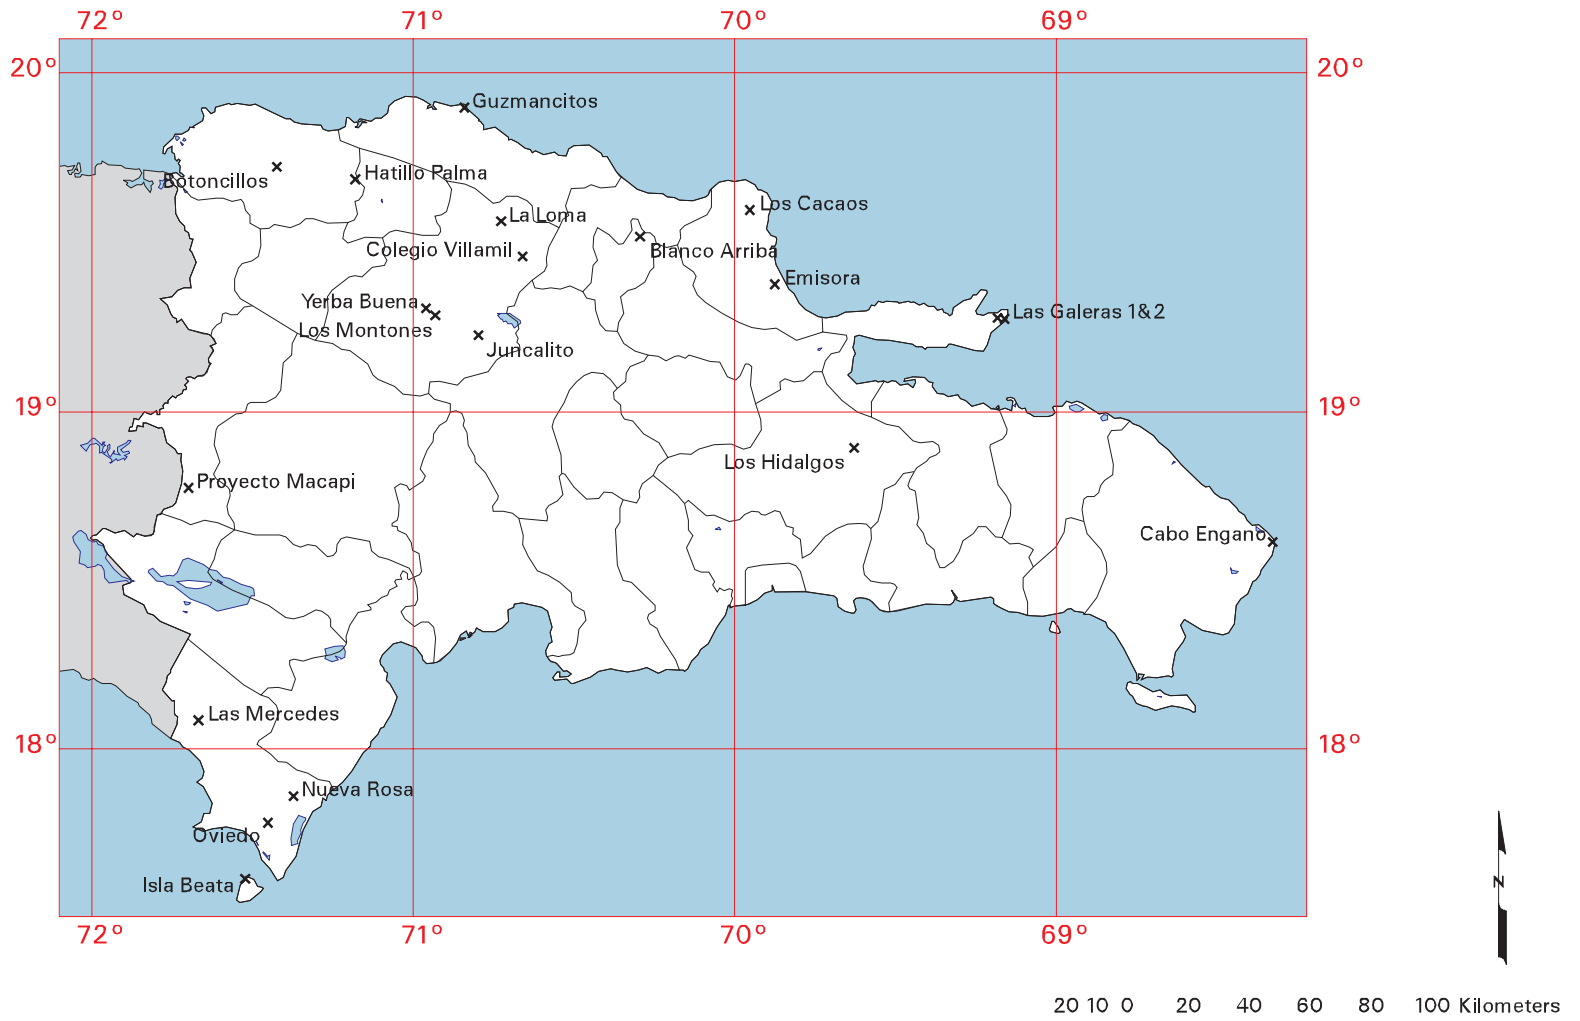 72° 71° 70° 69°
20° 20°
Guzmancitos
Botoncillos
Hatillo Palma
Los Cacaos
La Loma
Colegio Villamil
Blanco Arriba
Emisora
Yerba Buena
Las Galeras 1&2
Los Montones
Juncalito
19° 19°
Los Hidalgos
Proyecto Macapi
Cabo Engano
Las Mercedes
18° 18°
Nueva Rosa
Oviedo
Isla Beata
N
72° 71° 70° 69°
20 10 0 20 40 60 80 100 Kilometers